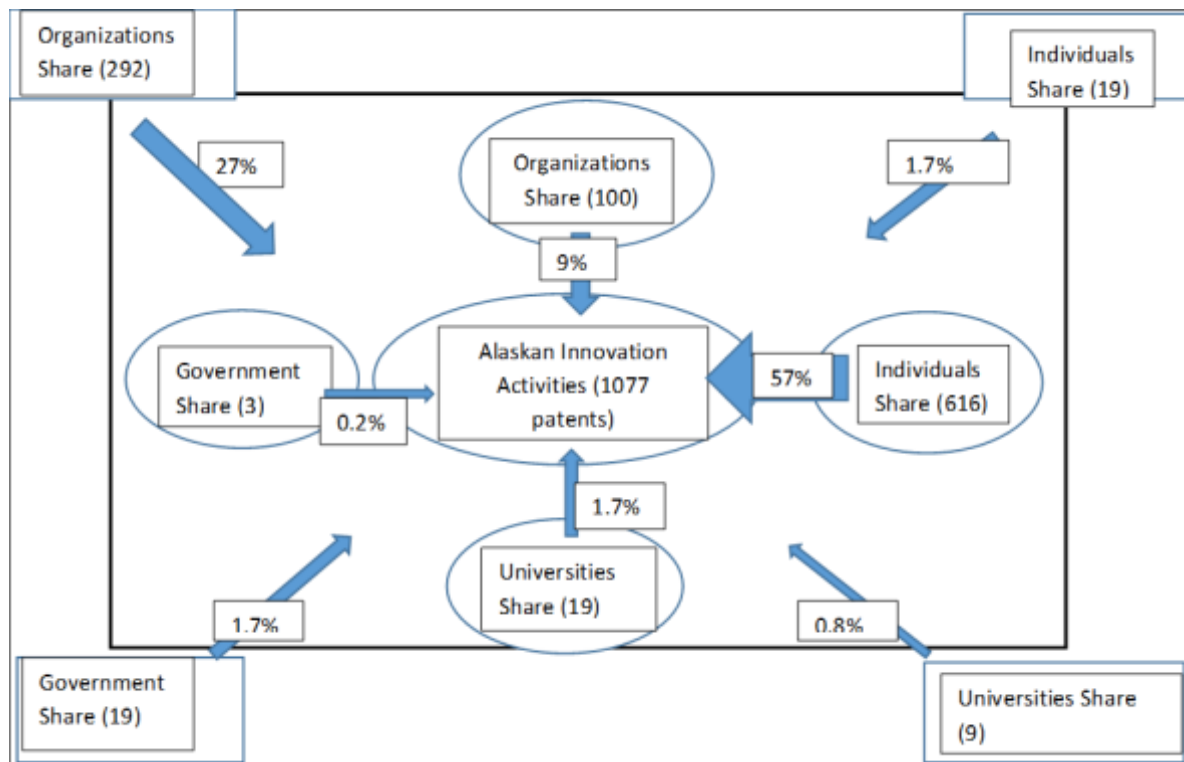 Organizations
Share (292)
Individuals
Share (19)
27%
Organizations
Share (100)
1.7%
9%
Government
Share (3)
0.2%
Alaskan Innovation
Activities (1077
patents)
57%
Individuals
Share (616)
1.7%
Universities
Share (19)
1.7%
0.8%
Government
Share (19)
Universities Share
(9)